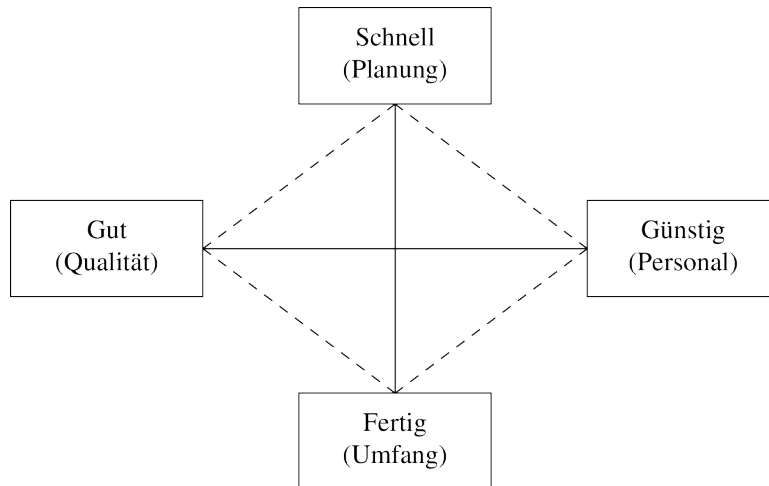 Schnell
(Planung)
Gut
(Qualität)
Günstig
(Personal)
Fertig
(Umfang)